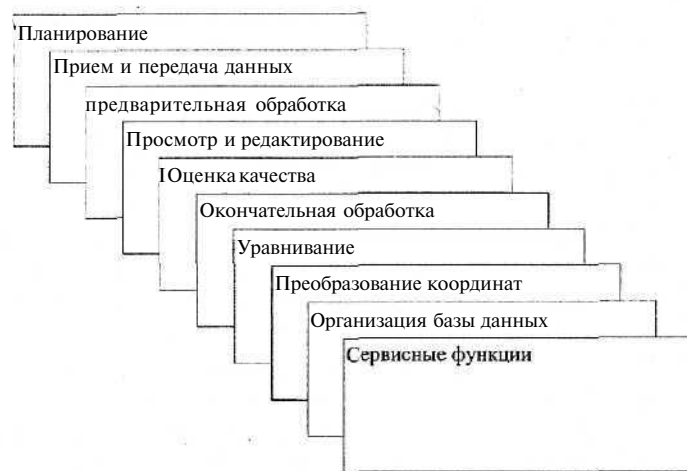 Планирование
Прием и передача данных
предварительная обработка
Просмотр и редактирование
Оценка качества
Окончательная обработка
Уравнивание
Преобразование координат
Организация базы данных
Сервисные функции